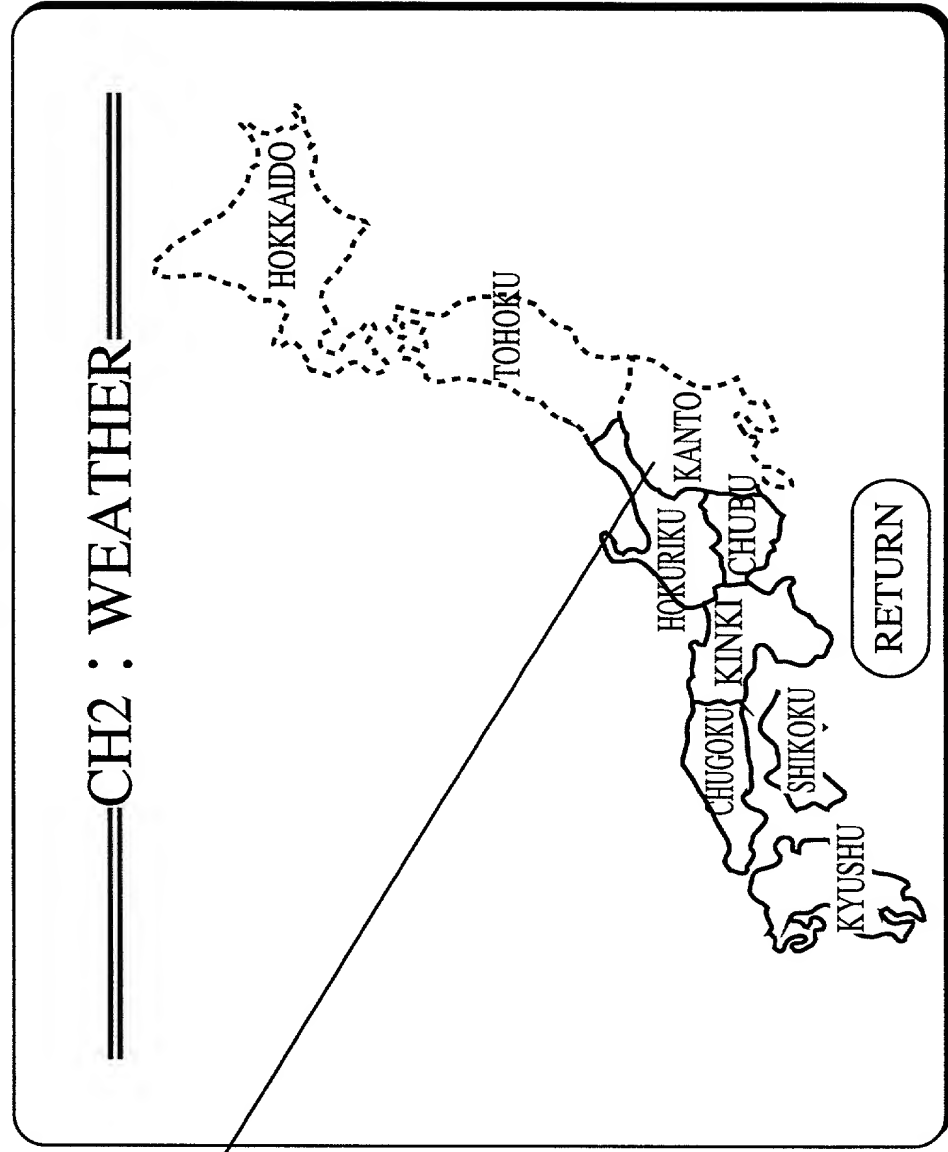 CH2 : WEATHER
HOKKAIDO
TOHOKU
KANTO
HOKURIKU
CHUBU
KINKI
CHUGOKU
SHIKOKU
KYUSHU
RETURN